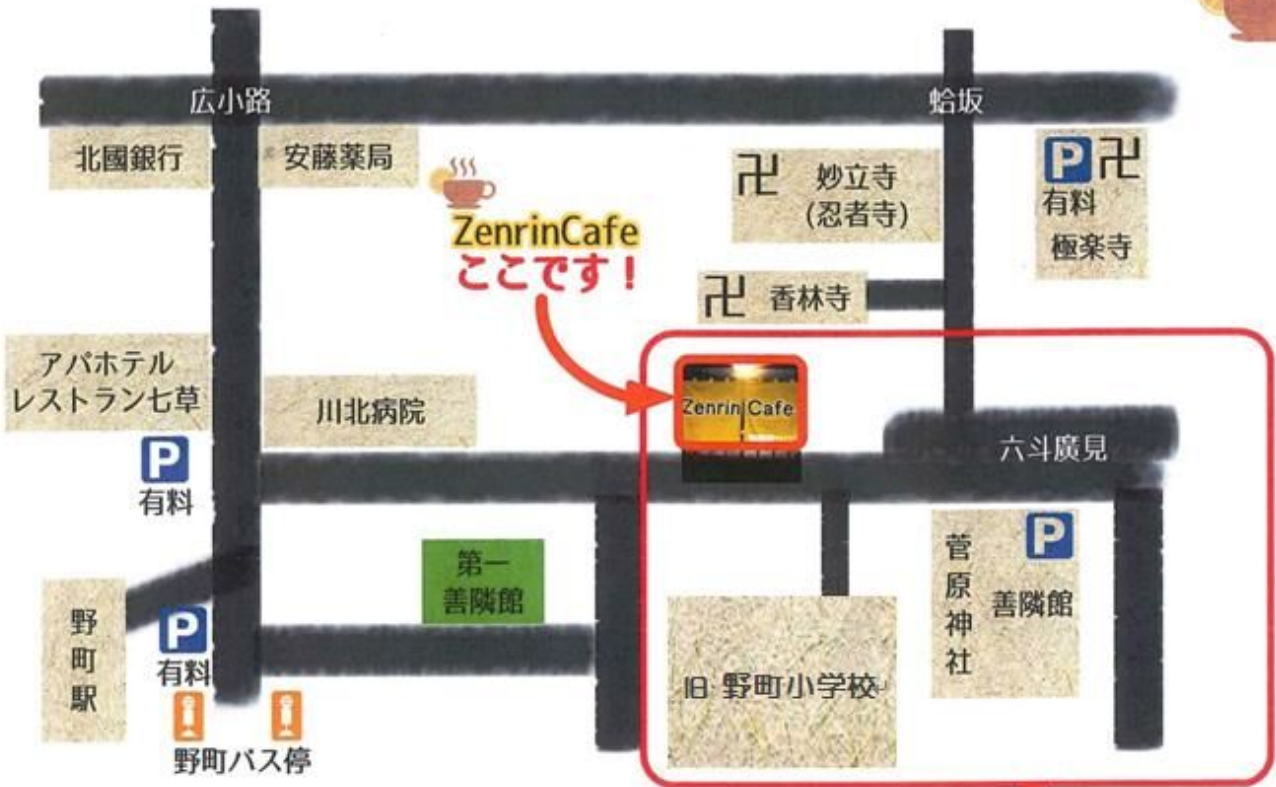 広小路
蛤坂
北國銀行
安藤薬局
卍 妙立寺
(忍者寺)
P 卍
有料
極楽寺
ZenrinCafe
ここです！
卍 香林寺
アパホテル
レストラン七草
川北病院
Zenrin Cafe
六斗廣見
P
有料
第一
善隣館
菅原神社
P
善隣館
野町駅
P
有料
旧 野町小学校
野町バス停